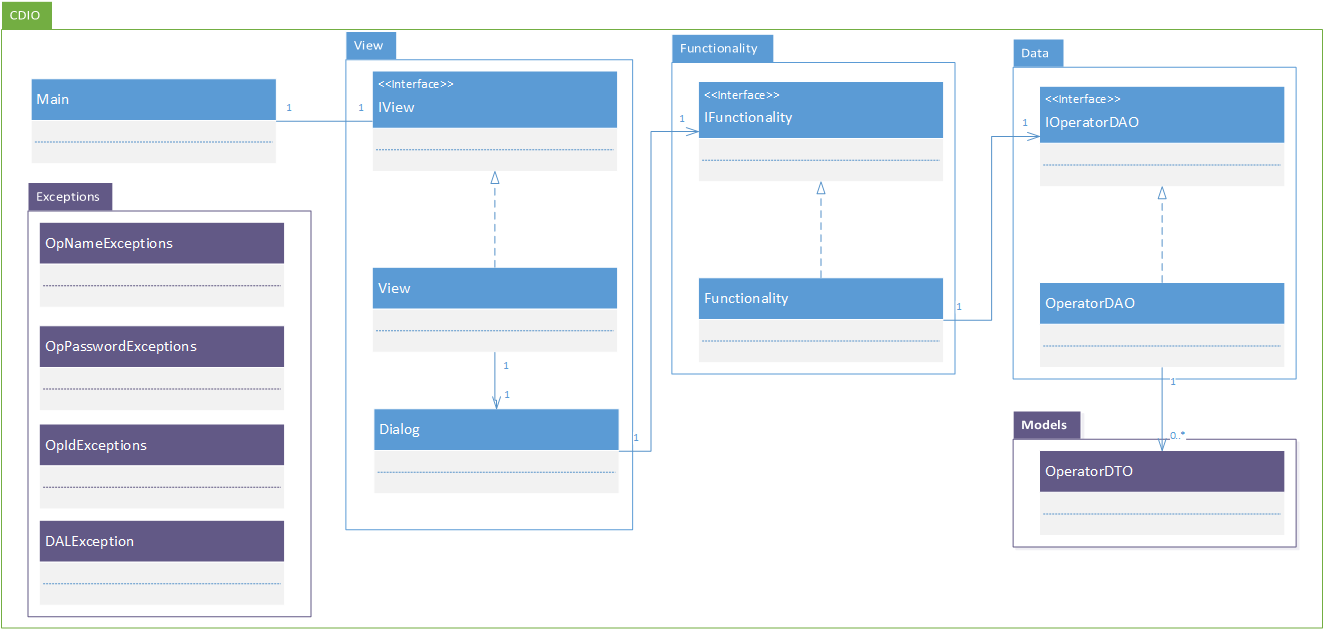 CDIO
Main
1
1
Exceptions
OpNameExceptions
OpPasswordExceptions
OpIdExceptions
DALException
View
<<Interface>>
IView
View
1
1
Dialog
1
Functionality
1
<<Interface>>
IFunctionality
Functionality
1
Data
1
<<Interface>>
IOperatorDAO
OperatorDAO
1
0..*
Models
OperatorDTO